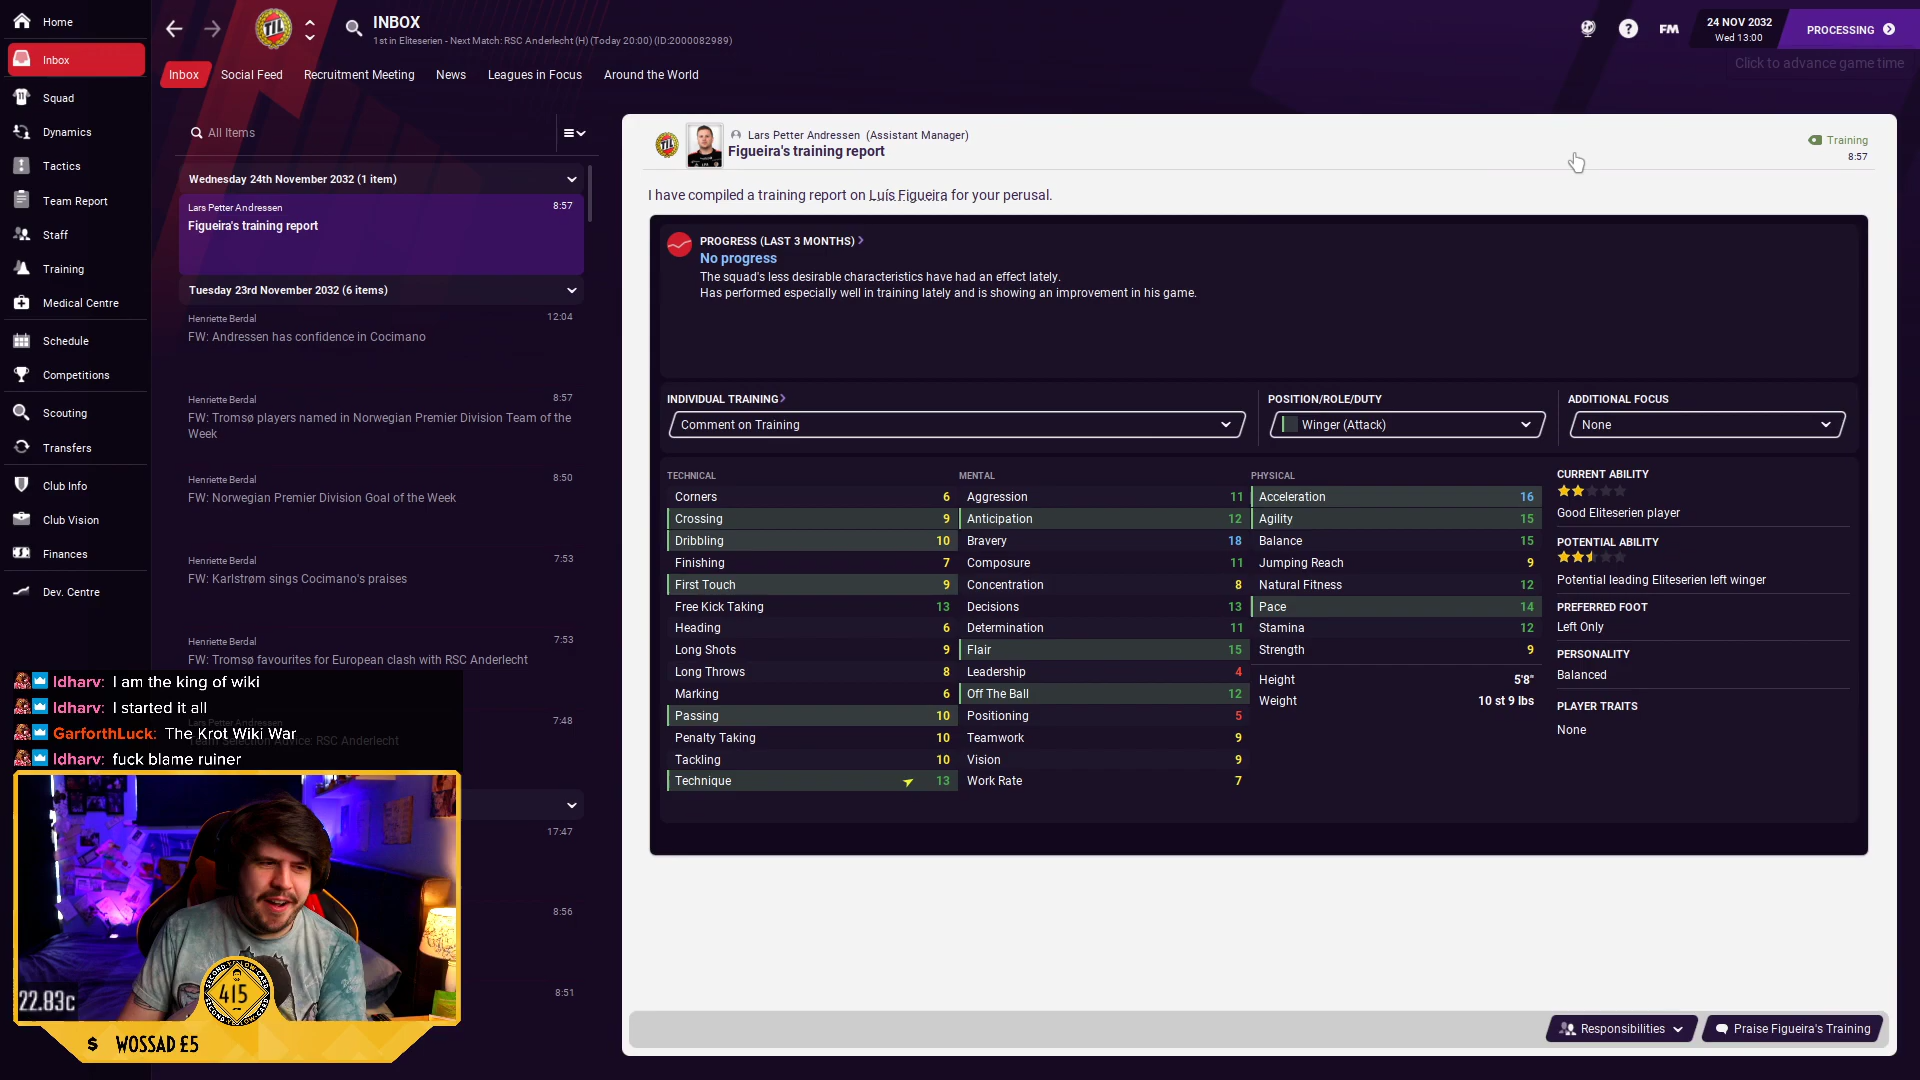 Home
Inbox
Squad
Dynamics
Tactics
Team Report
Staff
Training
Medical Centre
Schedule
Competitions
Scouting
Transfers
Club Info
Club Vision
Finances
Dev. Centre
TIL
INBOX
1st in Eliteserien - Next Match: RSC Anderlecht (H) (Today 20:00) (ID:2000082989)
FM
24 NOV 2032
Wed 13:00
PROCESSING
Click to advance game time
Inbox
Social Feed
Recruitment Meeting
News
Leagues in Focus
Around the World
All Items
Wednesday 24th November 2032 (1 item)
Lars Petter Andressen 8:57
Figueira's training report
Tuesday 23rd November 2032 (6 items)
Henriette Berdal 12:04
FW: Andressen has confidence in Cocimano
Henriette Berdal 8:57
FW: Tromsø players named in Norwegian Premier Division Team of the
Week
Henriette Berdal 8:50
FW: Norwegian Premier Division Goal of the Week
Henriette Berdal 7:53
FW: Karlstrøm sings Cocimano's praises
Henriette Berdal 7:53
FW: Tromsø favourites for European clash with RSC Anderlecht
Lars Petter Andressen 7:48
Team Selection Advice: RSC Anderlecht
17:47
8:56
8:51
ldharv: I am the king of wiki
ldharv: I started it all
GarforthLuck: The Krot Wiki War
ldharv: fuck blame ruiner
22.83c
SECOND YELLOW CARD
415
$ WOSSAD £5
TIL
Lars Petter Andressen (Assistant Manager)
Figueira's training report
Training
8:57
I have compiled a training report on Luís Figueira for your perusal.
PROGRESS (LAST 3 MONTHS)
No progress
The squad's less desirable characteristics have had an effect lately.
Has performed especially well in training lately and is showing an improvement in his game.
INDIVIDUAL TRAINING
Comment on Training
POSITION/ROLE/DUTY
Winger (Attack)
ADDITIONAL FOCUS
None
TECHNICAL
Corners 6
Crossing 9
Dribbling 10
Finishing 7
First Touch 9
Free Kick Taking 13
Heading 6
Long Shots 9
Long Throws 8
Marking 6
Passing 10
Penalty Taking 10
Tackling 10
Technique 13
MENTAL
Aggression 11
Anticipation 12
Bravery 18
Composure 11
Concentration 8
Decisions 13
Determination 11
Flair 15
Leadership 4
Off The Ball 12
Positioning 5
Teamwork 9
Vision 9
Work Rate 7
PHYSICAL
Acceleration 16
Agility 15
Balance 15
Jumping Reach 9
Natural Fitness 12
Pace 14
Stamina 12
Strength 9
Height 5'8"
Weight 10 st 9 lbs
CURRENT ABILITY
Good Eliteserien player
POTENTIAL ABILITY
Potential leading Eliteserien left winger
PREFERRED FOOT
Left Only
PERSONALITY
Balanced
PLAYER TRAITS
None
Responsibilities
Praise Figueira's Training